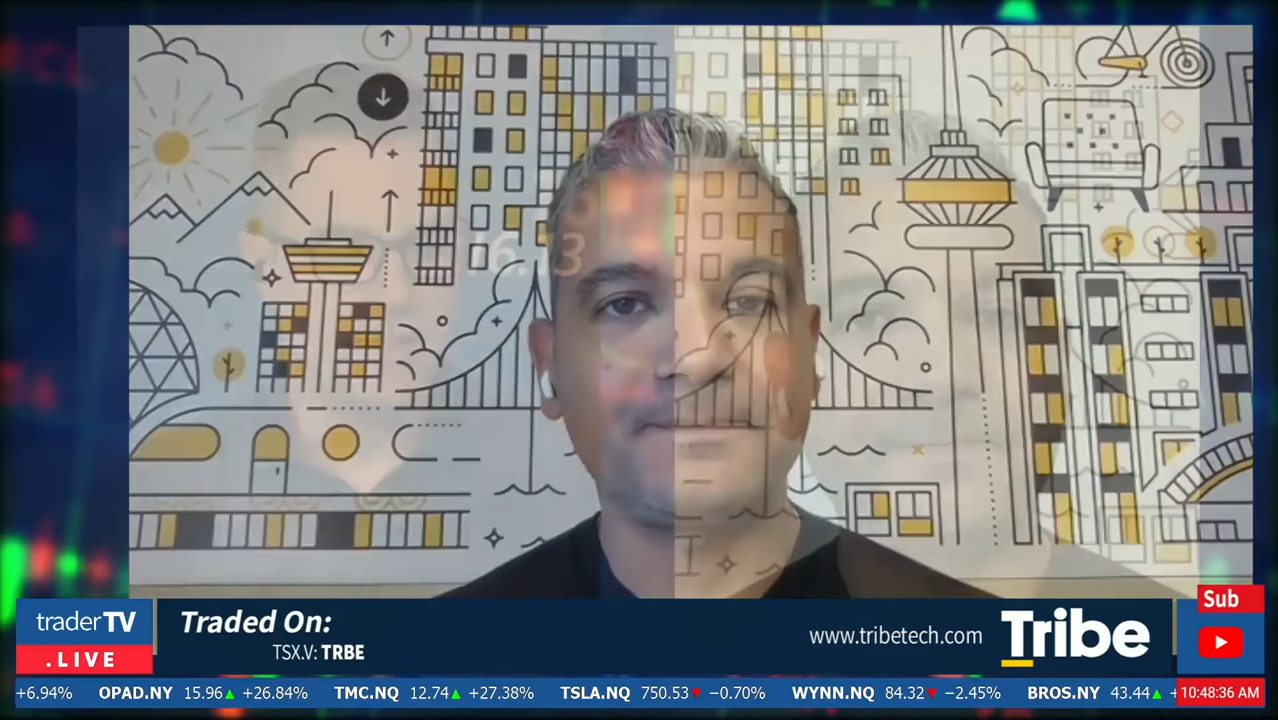 16.13
traderTV
.LIVE
Traded On:
TSX.V: TRBE
www.tribetech.com
Tribe
Sub
+6.94% OPAD.NY 15.96▲ +26.84% TMC.NQ 12.74▲ +27.38% TSLA.NQ 750.53▼ −0.70% WYNN.NQ 84.32▼ −2.45% BROS.NY 43.44▲ +
10:48:36 AM